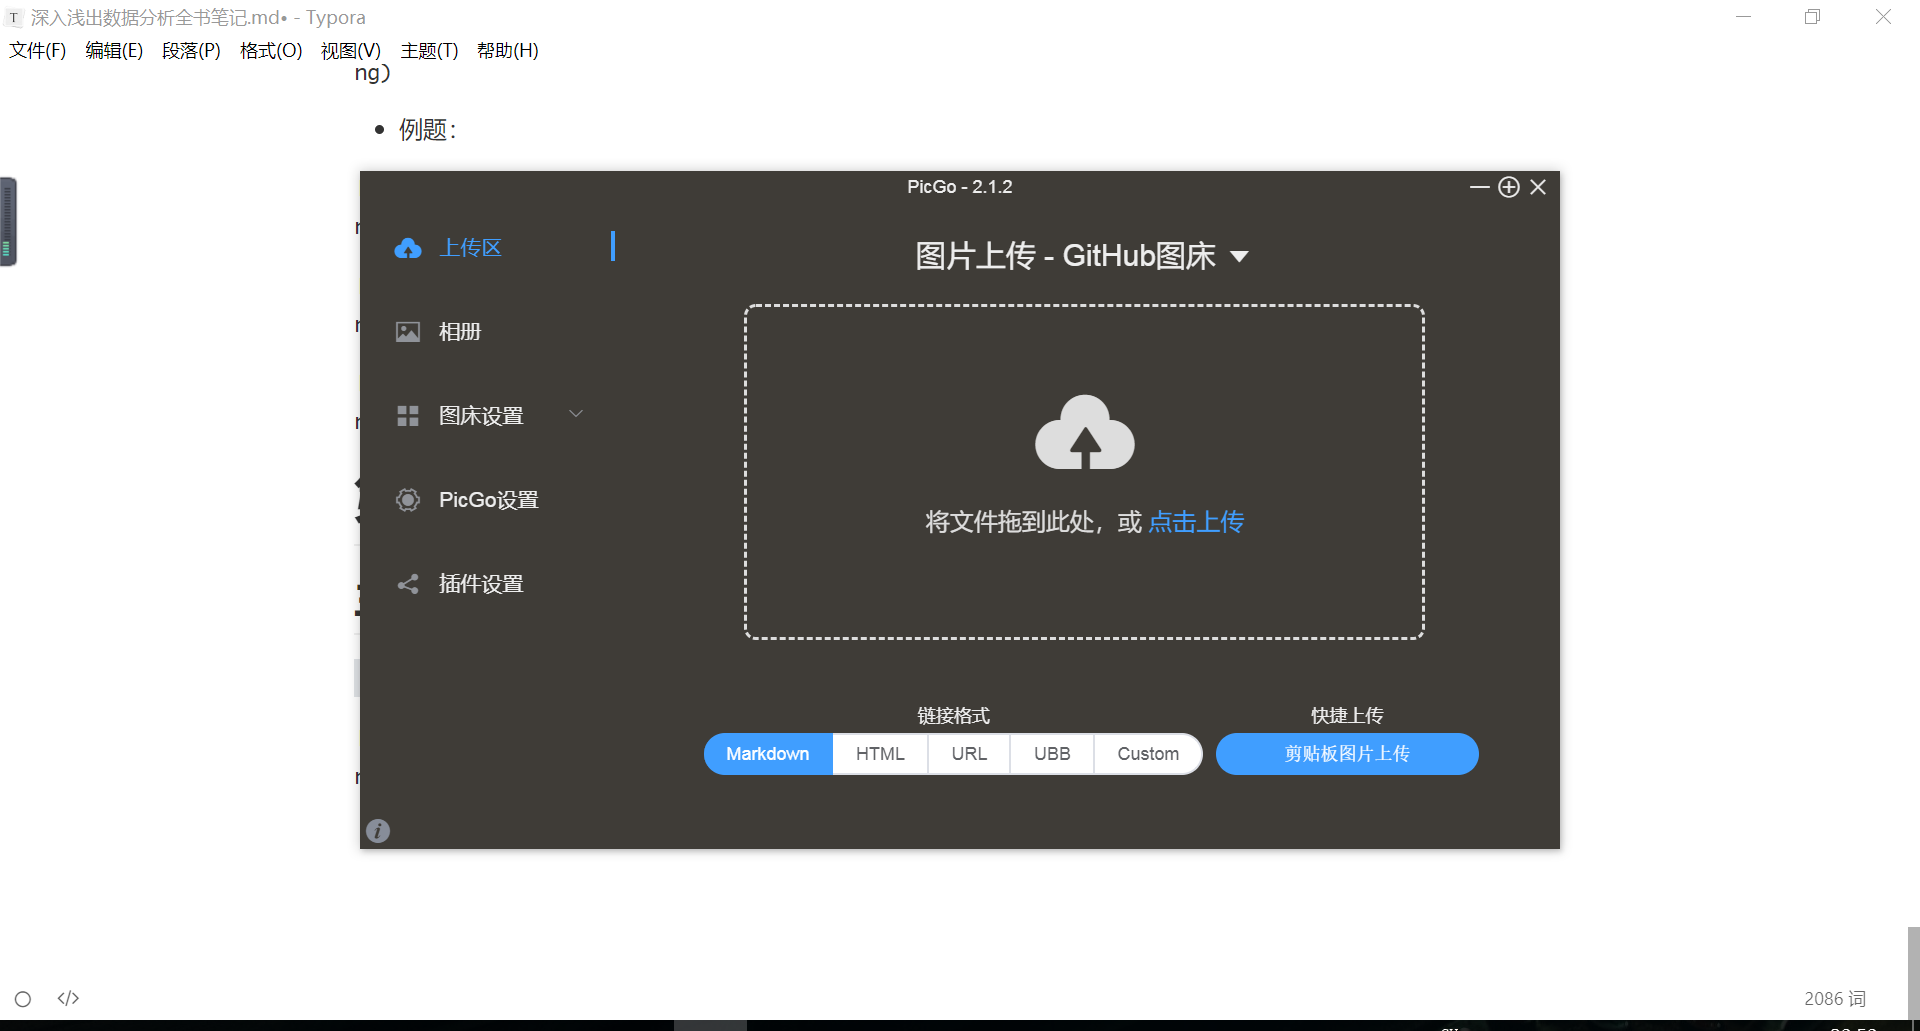 深入浅出数据分析全书笔记.md• - Typora
文件(F) 编辑(E) 段落(P) 格式(O) 视图(V) 主题(T) 帮助(H)
ng)
例题：
PicGo - 2.1.2
上传区
相册
图床设置
PicGo设置
插件设置
图片上传 - GitHub图床
将文件拖到此处，或 点击上传
链接格式
Markdown HTML URL UBB Custom
快捷上传
剪贴板图片上传
2086 词